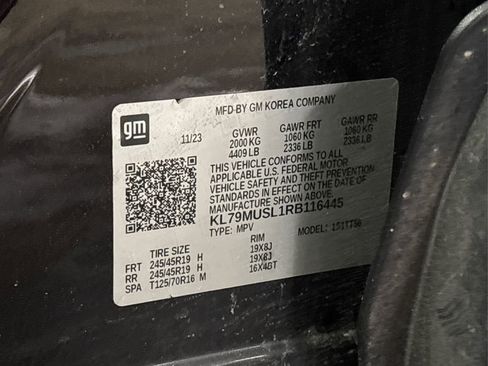 MFD-BY GM KOREA COMPANY
gm
11/23 GVWR GAWR FRT GAWR RR
2000 KG 1060 KG 1060 KG
4409 LB 2336 LB 2336 LB
THIS VEHICLE CONFORMS TO ALL
APPLICABLE U.S. FEDERAL MOTOR
VEHICLE SAFETY AND THEFT PREVENTION
STANDARDS IN EFFECT ON THE DATE OF
MANUFACTURE SHOWN ABOVE.
KL79MUSL1RB116445
TYPE: MPV MODEL:
TIRE SIZE RIM
FRT 245/45R19 H 19X8J
RR 245/45R19 H 19X8J
SPA T125/70R16 M 16X4BT